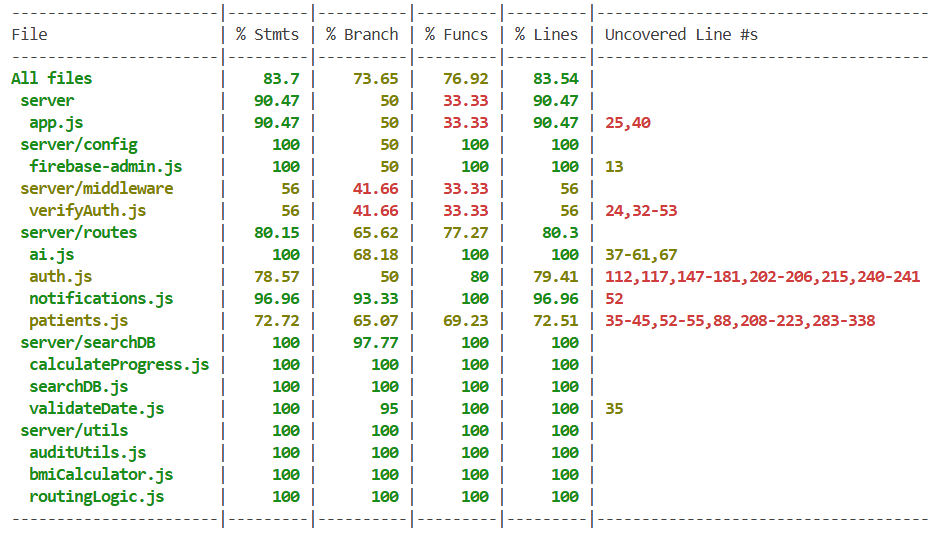 -----------------------|---------|----------|---------|---------|-------------------------------------
File                   | % Stmts | % Branch | % Funcs | % Lines | Uncovered Line #s
-----------------------|---------|----------|---------|---------|-------------------------------------
All files              |    83.7 |    73.65 |   76.92 |   83.54 |
 server                |   90.47 |       50 |   33.33 |   90.47 |
  app.js               |   90.47 |       50 |   33.33 |   90.47 | 25,40
 server/config         |     100 |       50 |     100 |     100 |
  firebase-admin.js    |     100 |       50 |     100 |     100 | 13
 server/middleware     |      56 |    41.66 |   33.33 |      56 |
  verifyAuth.js        |      56 |    41.66 |   33.33 |      56 | 24,32-53
 server/routes         |   80.15 |    65.62 |   77.27 |    80.3 |
  ai.js                |     100 |    68.18 |     100 |     100 | 37-61,67
  auth.js              |   78.57 |       50 |      80 |   79.41 | 112,117,147-181,202-206,215,240-241
  notifications.js     |   96.96 |    93.33 |     100 |   96.96 | 52
  patients.js          |   72.72 |    65.07 |   69.23 |   72.51 | 35-45,52-55,88,208-223,283-338
 server/searchDB       |     100 |    97.77 |     100 |     100 |
  calculateProgress.js |     100 |      100 |     100 |     100 |
  searchDB.js          |     100 |      100 |     100 |     100 |
  validateDate.js      |     100 |       95 |     100 |     100 | 35
 server/utils          |     100 |      100 |     100 |     100 |
  auditUtils.js        |     100 |      100 |     100 |     100 |
  bmiCalculator.js     |     100 |      100 |     100 |     100 |
  routingLogic.js      |     100 |      100 |     100 |     100 |
-----------------------|---------|----------|---------|---------|-------------------------------------